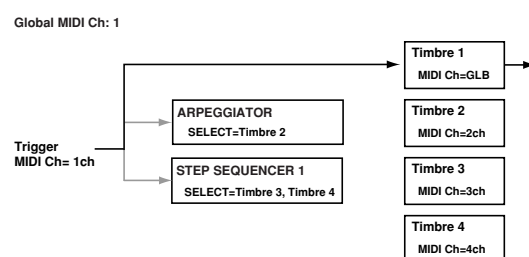 Global MIDI Ch: 1
Timbre 1
MIDI Ch=GLB
ARPEGGIATOR
SELECT=Timbre 2
Timbre 2
MIDI Ch=2ch
Trigger
MIDI Ch= 1ch
STEP SEQUENCER 1
SELECT=Timbre 3, Timbre 4
Timbre 3
MIDI Ch=3ch
Timbre 4
MIDI Ch=4ch